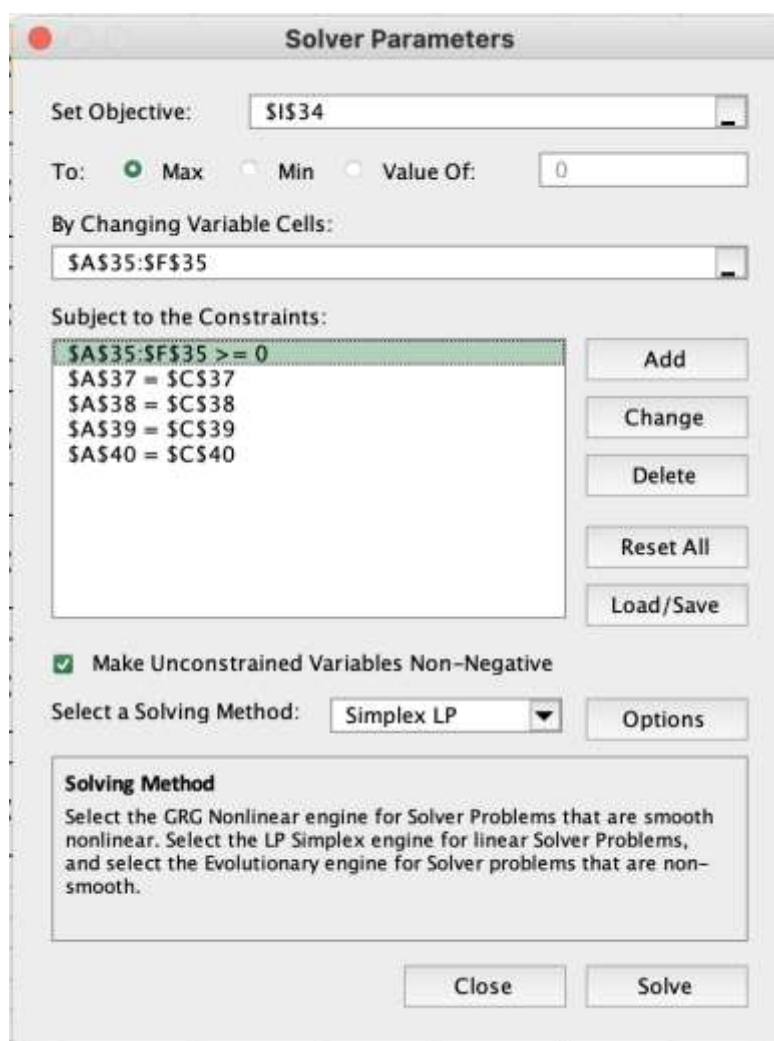 Solver Parameters
Set Objective: $I$34
To: Max Min Value Of: 0
By Changing Variable Cells:
$A$35:$F$35
Subject to the Constraints:
$A$35:$F$35 >= 0
$A$37 = $C$37
$A$38 = $C$38
$A$39 = $C$39
$A$40 = $C$40
Add
Change
Delete
Reset All
Load/Save
Make Unconstrained Variables Non-Negative
Select a Solving Method: Simplex LP
Options
Solving Method
Select the GRG Nonlinear engine for Solver Problems that are smooth
nonlinear. Select the LP Simplex engine for linear Solver Problems,
and select the Evolutionary engine for Solver problems that are non-
smooth.
Close Solve